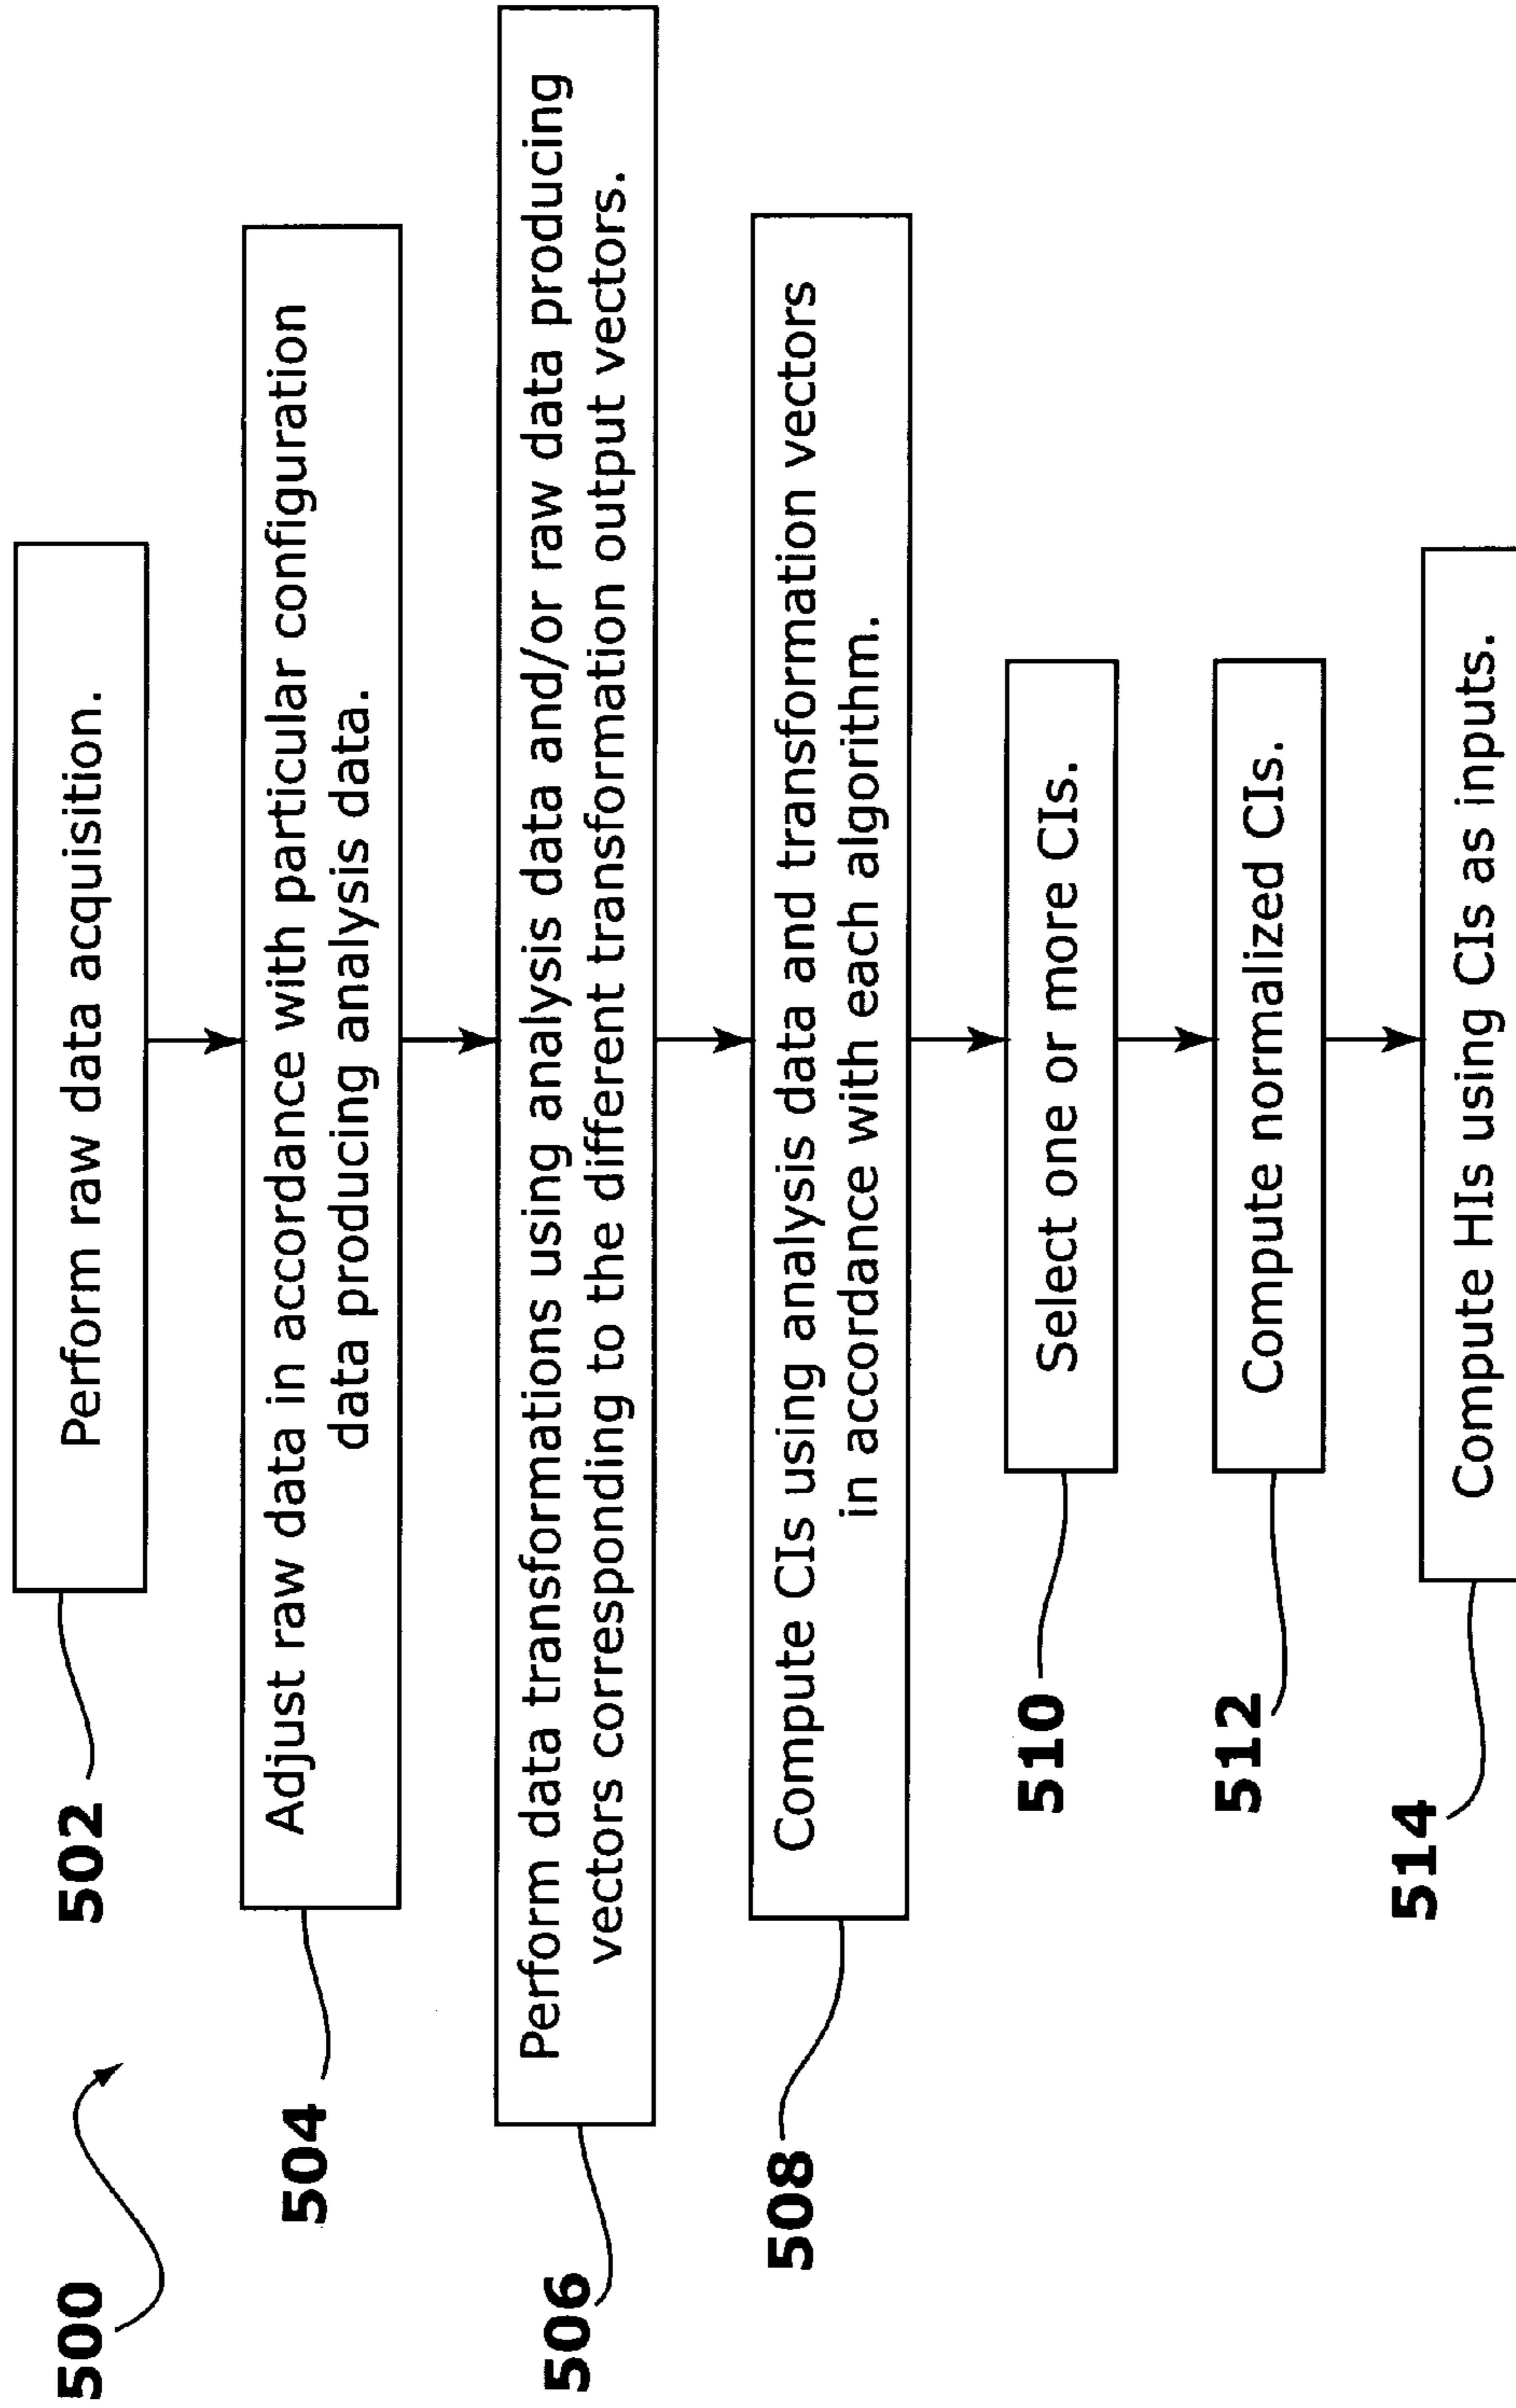 500
502
Perform raw data acquisition.
504
Adjust raw data in accordance with particular configuration
data producing analysis data.
506
Perform data transformations using analysis data and/or raw data producing
vectors corresponding to the different transformation output vectors.
508
Compute CIs using analysis data and transformation vectors
in accordance with each algorithm.
510
Select one or more CIs.
512
Compute normalized CIs.
514
Compute HIs using CIs as inputs.